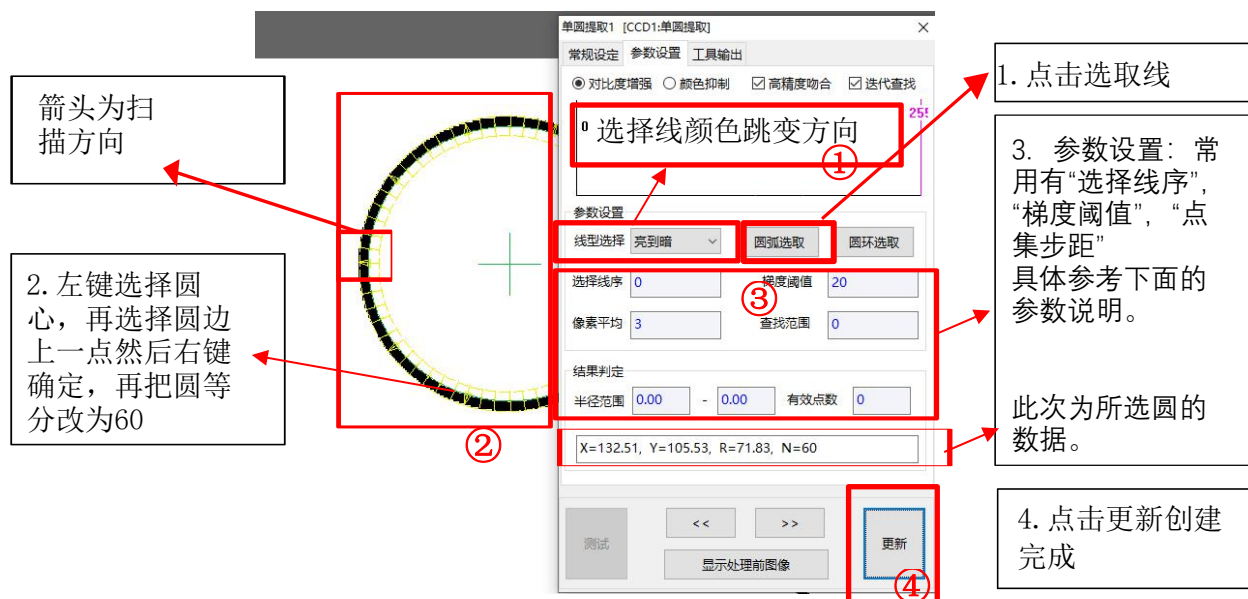 单圆提取1 [CCD1:单圆提取]
常规设定 参数设置 工具输出
对比度增强 颜色抑制 高精度吻合 迭代查找
0
255
选择线颜色跳变方向
①
参数设置
线型选择 亮到暗 圆弧选取 圆环选取
选择线序 0 梯度阈值 20
③
像素平均 3 查找范围 0
结果判定
半径范围 0.00 - 0.00 有效点数 0
X=132.51, Y=105.53, R=71.83, N=60
测试 << >> 更新
显示处理前图像
④
箭头为扫
描方向
2.左键选择圆
心，再选择圆边
上一点然后右键
确定，再把圆等
分改为60
②
1.点击选取线
3. 参数设置：常
用有“选择线序”，
“梯度阈值”，“点
集步距”
具体参考下面的
参数说明。
此次为所选圆的
数据。
4.点击更新创建
完成